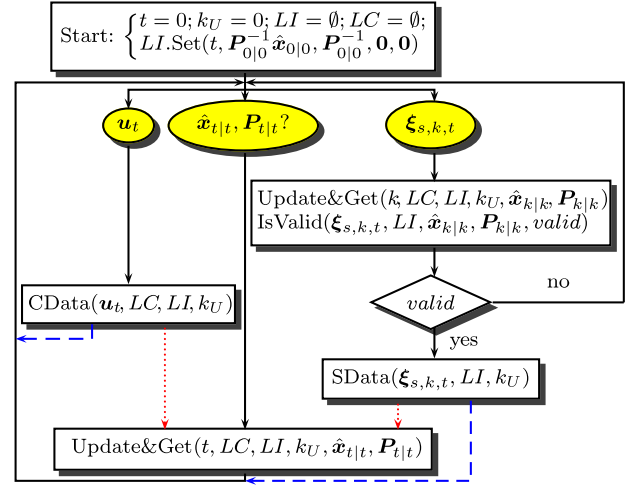 Start: { t = 0; k_U = 0; LI = ∅; LC = ∅;
LI.Set(t, P^{-1}_{0|0} x̂_{0|0}, P^{-1}_{0|0}, 0, 0)
u_t
x̂_{t|t}, P_{t|t}?
ξ_{s,k,t}
Update&Get(k, LC, LI, k_U, x̂_{k|k}, P_{k|k})
IsValid(ξ_{s,k,t}, LI, x̂_{k|k}, P_{k|k}, valid)
CData(u_t, LC, LI, k_U)
valid
no
yes
SData(ξ_{s,k,t}, LI, k_U)
Update&Get(t, LC, LI, k_U, x̂_{t|t}, P_{t|t})